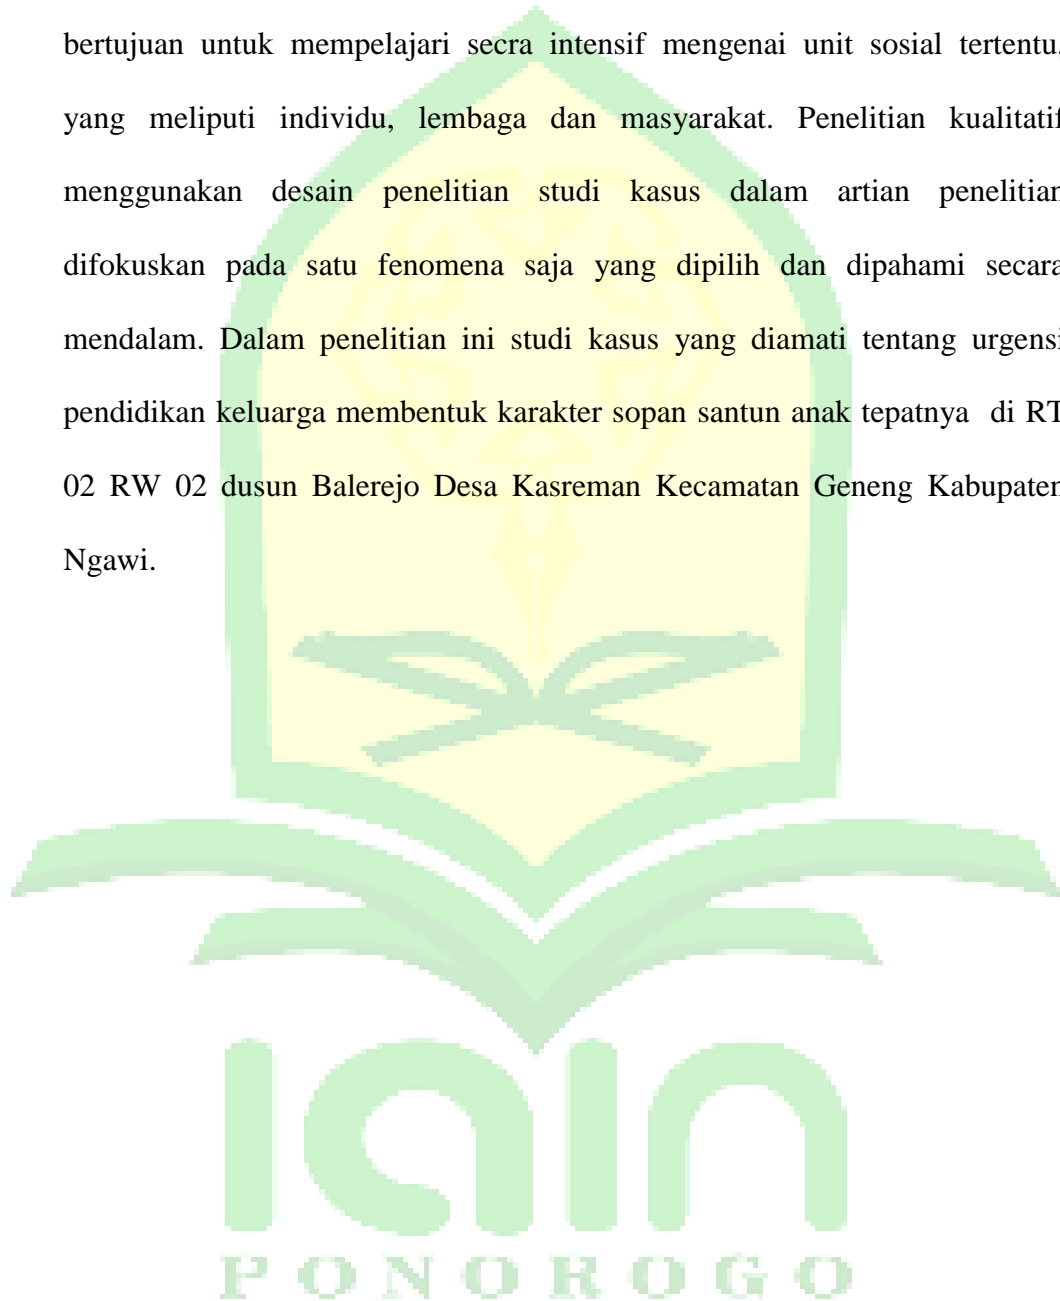 bertujuan untuk mempelajari secra intensif mengenai unit sosial tertentu,
yang meliputi individu, lembaga dan masyarakat. Penelitian kualitatif
menggunakan desain penelitian studi kasus dalam artian penelitian
difokuskan pada satu fenomena saja yang dipilih dan dipahami secara
mendalam. Dalam penelitian ini studi kasus yang diamati tentang urgensi
pendidikan keluarga membentuk karakter sopan santun anak tepatnya di RT
02 RW 02 dusun Balerejo Desa Kasreman Kecamatan Geneng Kabupaten
Ngawi.
iain
PONOROGO